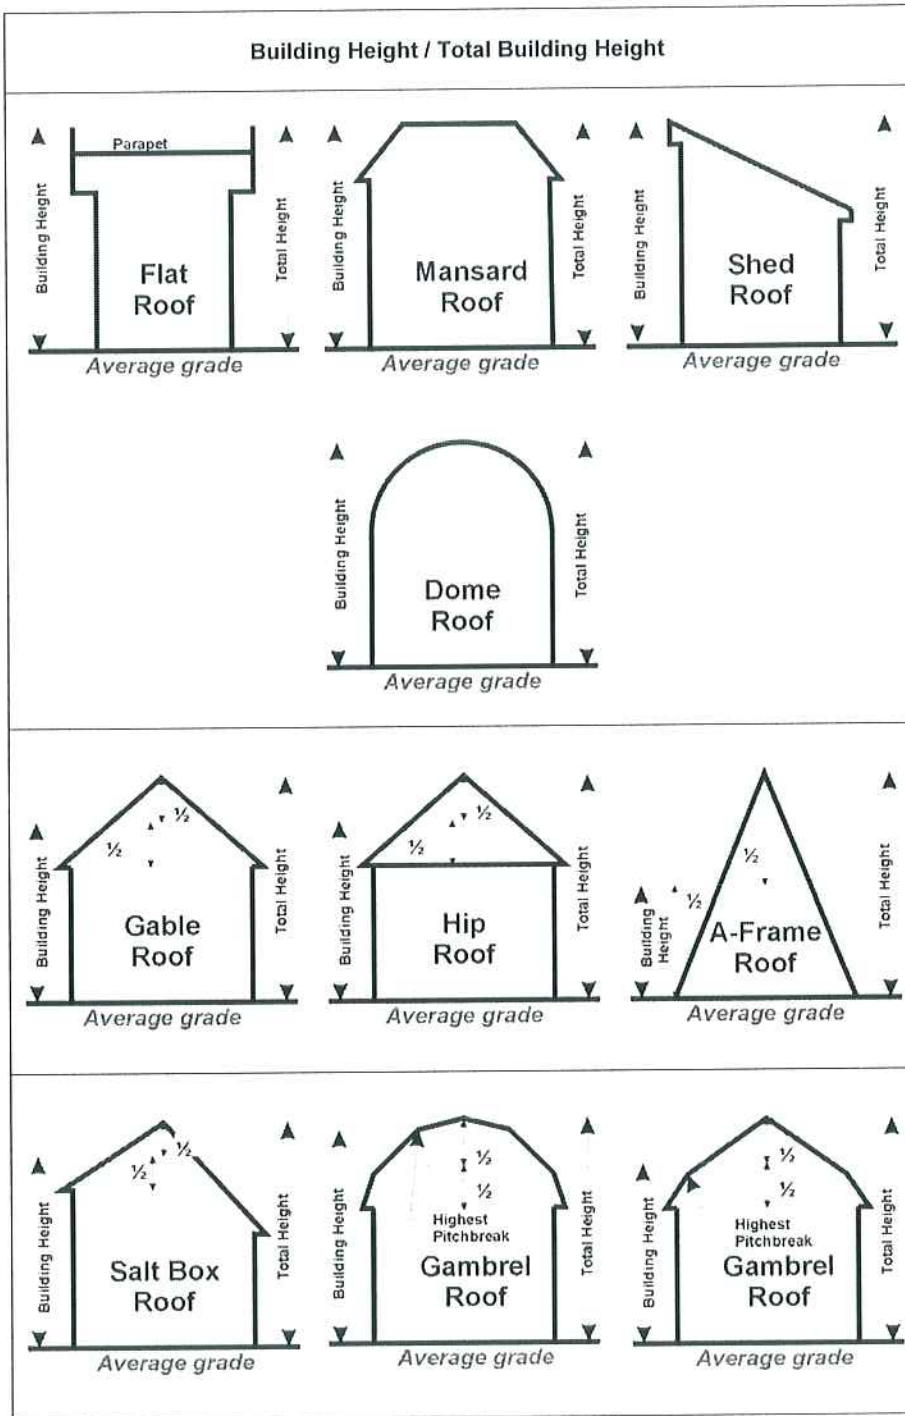 Building Height / Total Building Height
Building Height
Parapet
Flat
Roof
Total Height
Average grade
Building Height
Mansard
Roof
Total Height
Average grade
Building Height
Shed
Roof
Total Height
Average grade
Building Height
Dome
Roof
Total Height
Average grade
Building Height
½
½
Gable
Roof
Total Height
Average grade
Building Height
½
½
Hip
Roof
Total Height
Average grade
Building
Height
½
½
A-Frame
Roof
Total Height
Average grade
Building Height
½
½
Salt Box
Roof
Total Height
Average grade
Building Height
½
½
Highest
Pitchbreak
Gambrel
Roof
Total Height
Average grade
Building Height
½
½
Highest
Pitchbreak
Gambrel
Roof
Total Height
Average grade